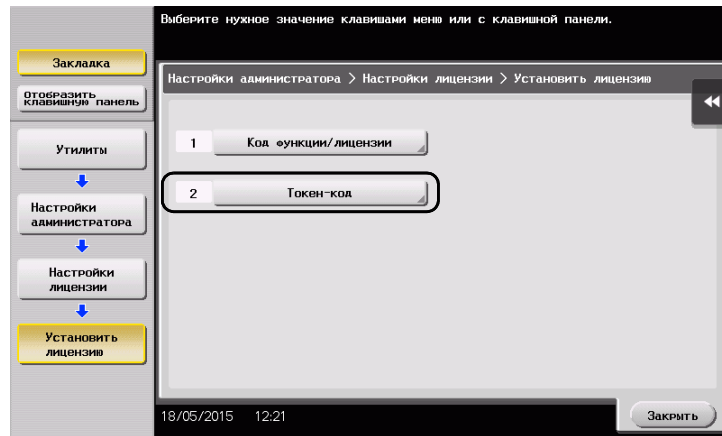 Выберите нужное значение клавишами меню или с клавишной панели.
Закладка
Отобразить
клавишную панель
Настройки администратора > Настройки лицензии > Установить лицензию
Утилиты
1 Код функции/лицензии
2 Токен-код
Настройки
администратора
Настройки
лицензии
Установить
лицензию
18/05/2015 12:21
Закрыть